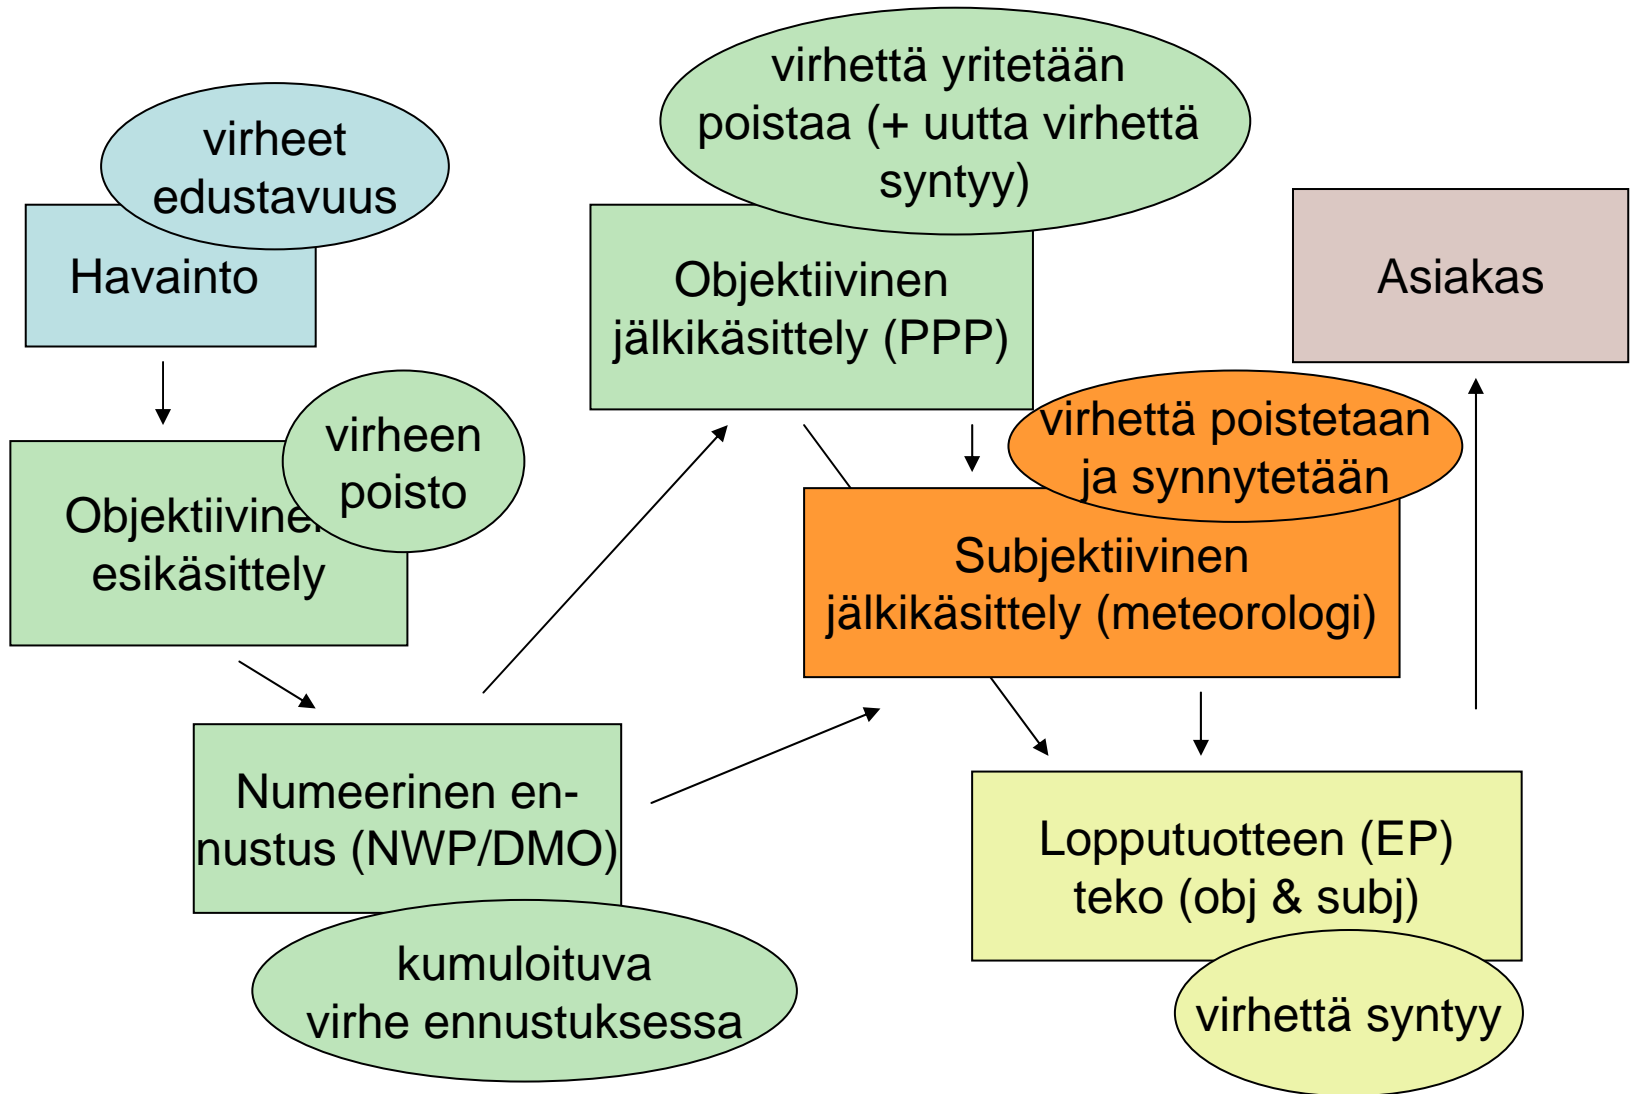 virheet
edustavuus
Havainto
virheen
poisto
Objektiivinen
esikäsittely
Numeerinen en-
nustus (NWP/DMO)
kumuloituva
virhe ennustuksessa
virhettä yritetään
poistaa (+ uutta virhettä
syntyy)
Objektiivinen
jälkikäsittely (PPP)
virhettä poistetaan
ja synnytetään
Subjektiivinen
jälkikäsittely (meteorologi)
Lopputuotteen (EP)
teko (obj & subj)
virhettä syntyy
Asiakas